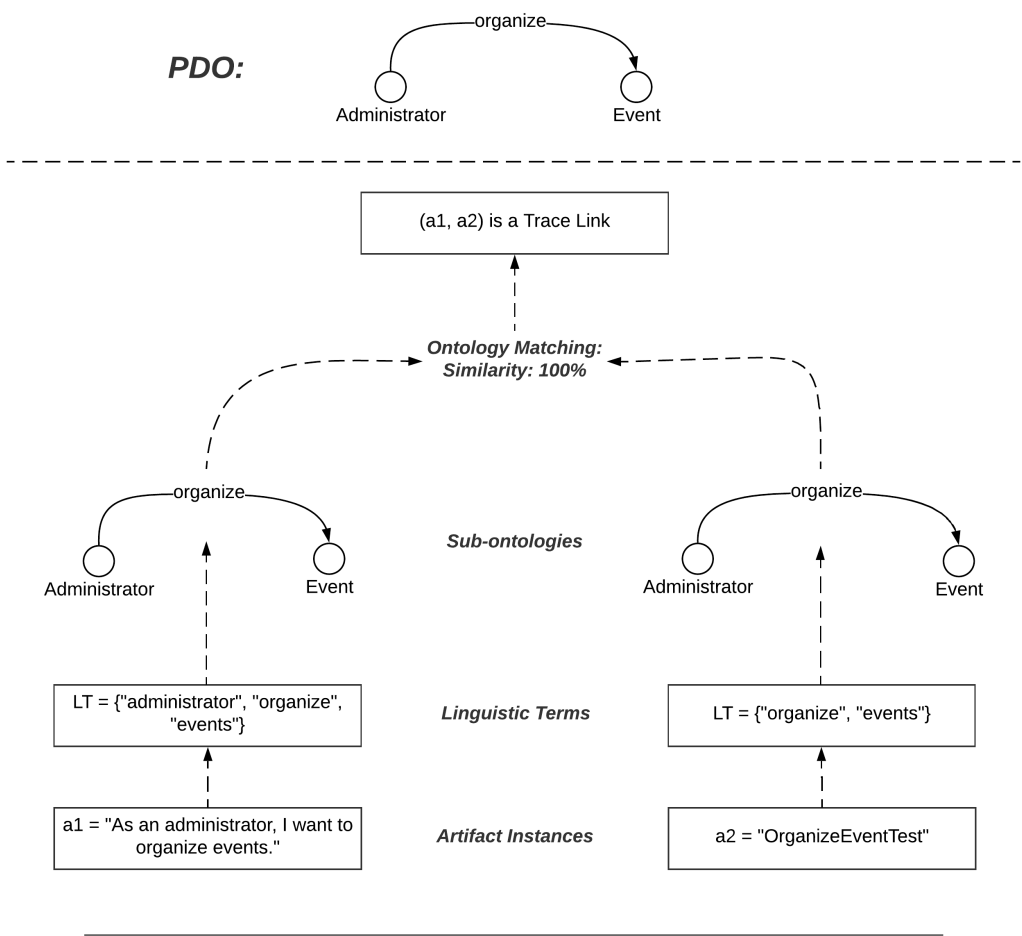 organize
PDO:
Administrator
Event
(a1, a2) is a Trace Link
Ontology Matching:
Similarity: 100%
organize
organize
Sub-ontologies
Administrator
Event
Administrator
Event
LT = {"administrator", "organize",
"events"}
Linguistic Terms
LT = {"organize", "events"}
a1 = "As an administrator, I want to
organize events."
Artifact Instances
a2 = "OrganizeEventTest"